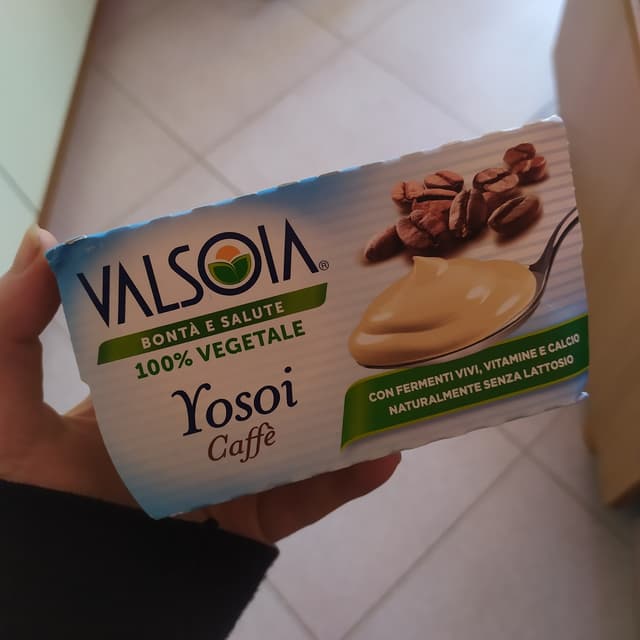 VALSOIA®
BONTÀ E SALUTE
100% VEGETALE
Yosoi
Caffè
CON FERMENTI VIVI, VITAMINE E CALCIO
NATURALMENTE SENZA LATTOSIO